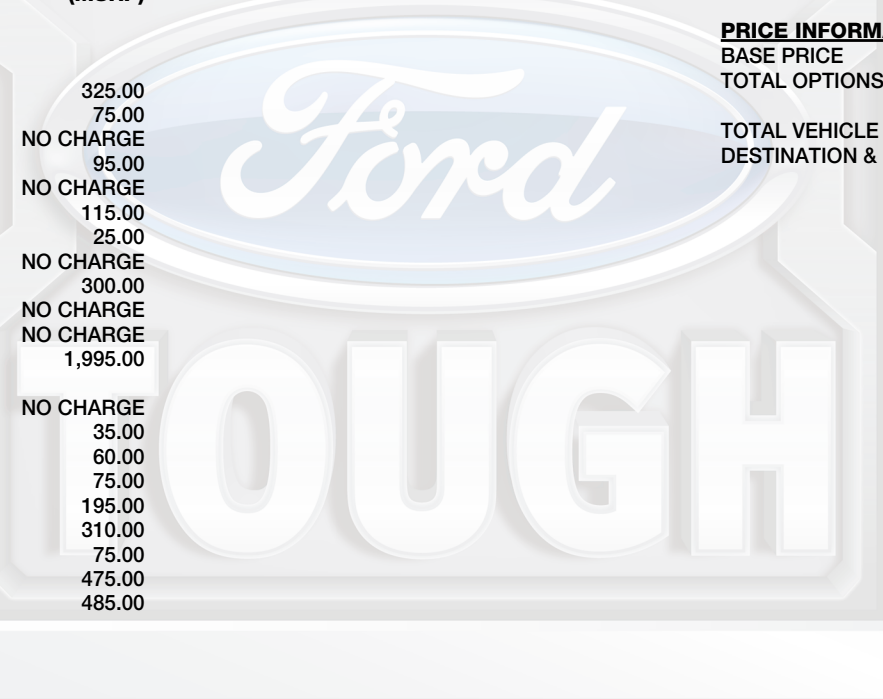 325.00
75.00
NO CHARGE
95.00
NO CHARGE
115.00
25.00
NO CHARGE
300.00
NO CHARGE
NO CHARGE
1,995.00
NO CHARGE
35.00
60.00
75.00
195.00
310.00
75.00
475.00
485.00
PRICE INFORM
BASE PRICE
TOTAL OPTIONS
TOTAL VEHICLE
DESTINATION &
Ford
TOUGH